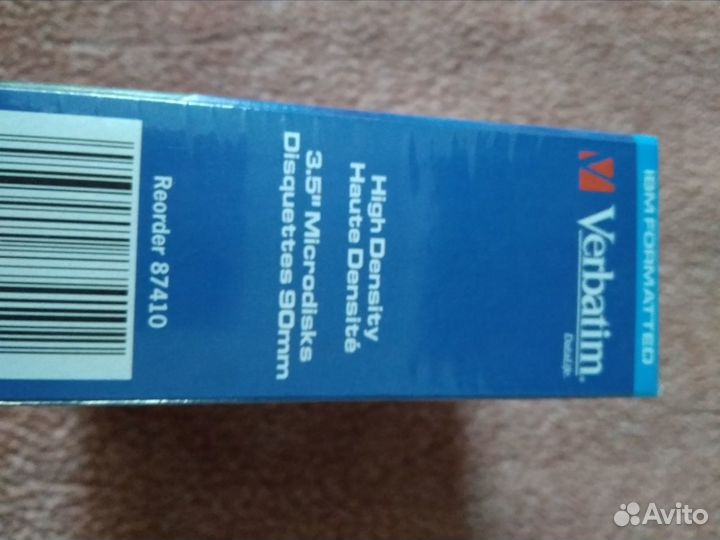 IBM FORMATTED
Verbatim.
DataLife.
High Density
Haute Densité
3.5" Microdisks
Disquettes 90mm
Reorder 87410
Avito